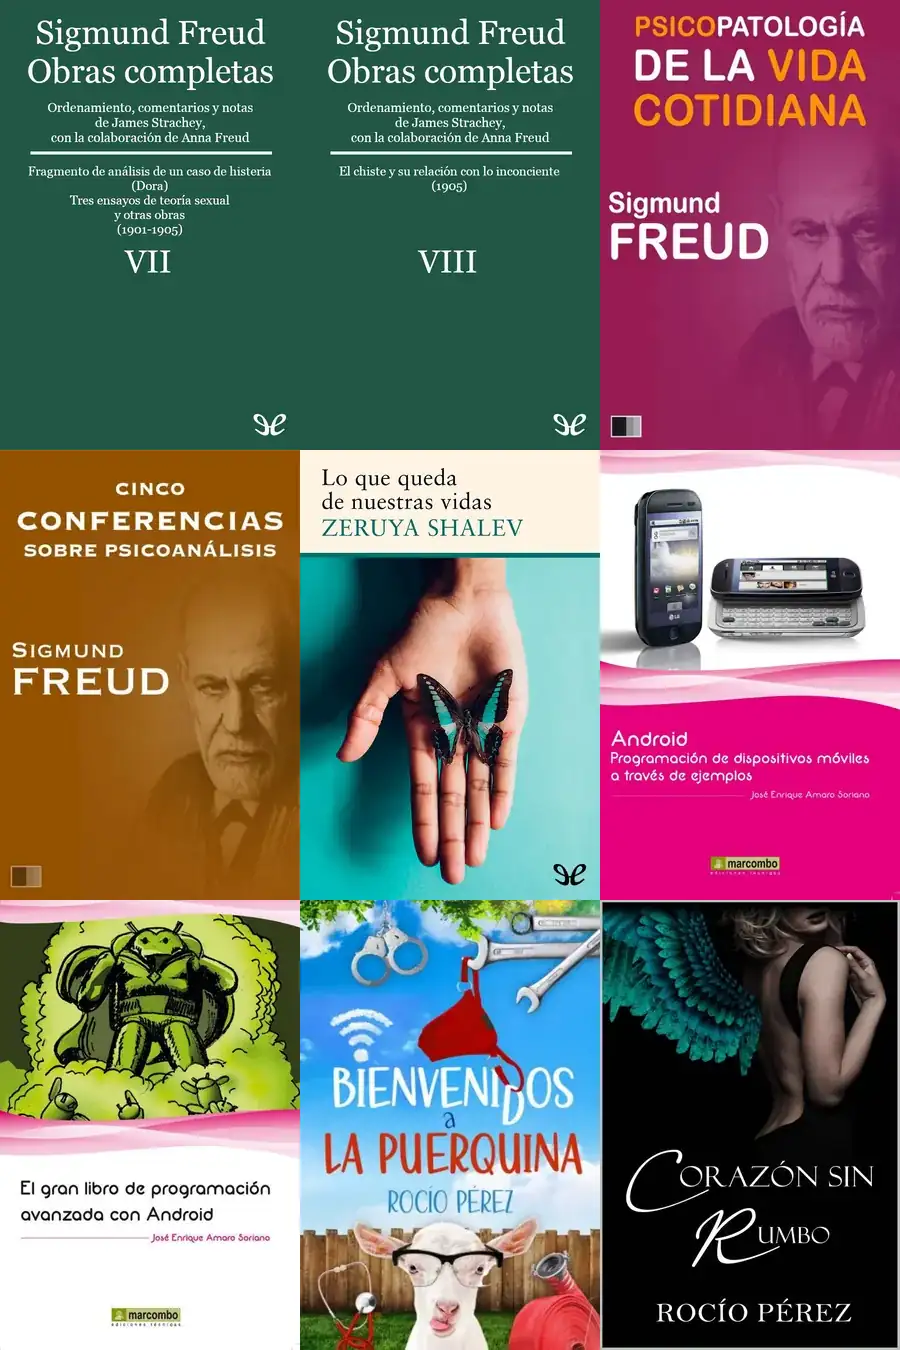 Sigmund Freud
Obras completas
Ordenamiento, comentarios y notas
de James Strachey,
con la colaboración de Anna Freud
Fragmento de análisis de un caso de histeria
(Dora)
Tres ensayos de teoría sexual
y otras obras
(1901-1905)
VII
Sigmund Freud
Obras completas
Ordenamiento, comentarios y notas
de James Strachey,
con la colaboración de Anna Freud
El chiste y su relación con lo inconciente
(1905)
VIII
PSICOPATOLOGÍA
DE LA VIDA
COTIDIANA
Sigmund
FREUD
CINCO
CONFERENCIAS
SOBRE PSICOANÁLISIS
SIGMUND
FREUD
Lo que queda
de nuestras vidas
ZERUYA SHALEV
LG
Android
Programación de dispositivos móviles
a través de ejemplos
José Enrique Amaro Soriano
marcombo
ediciones técnicas
El gran libro de programación
avanzada con Android
José Enrique Amaro Soriano
marcombo
ediciones técnicas
BIENVENIDOS
a
LA PUERQUINA
ROCÍO PÉREZ
CORAZÓN SIN
RUMBO
ROCÍO PÉREZ